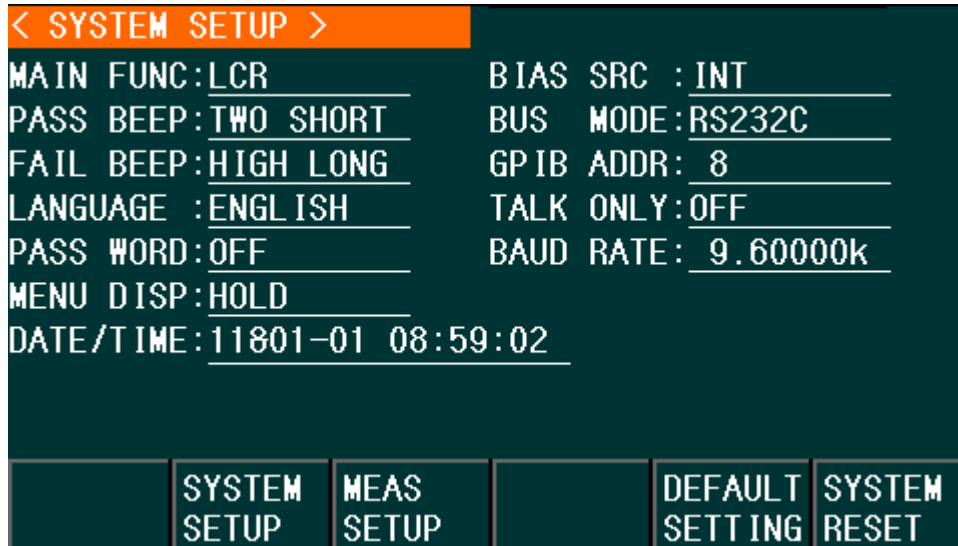 < SYSTEM SETUP >
MAIN FUNC:LCR BIAS SRC :INT
PASS BEEP:TWO SHORT BUS MODE:RS232C
FAIL BEEP:HIGH LONG GPIB ADDR: 8
LANGUAGE :ENGLISH TALK ONLY:OFF
PASS WORD:OFF BAUD RATE: 9.60000k
MENU DISP:HOLD
DATE/TIME:11801-01 08:59:02
SYSTEM MEAS DEFAULT SYSTEM
SETUP SETUP SETTING RESET